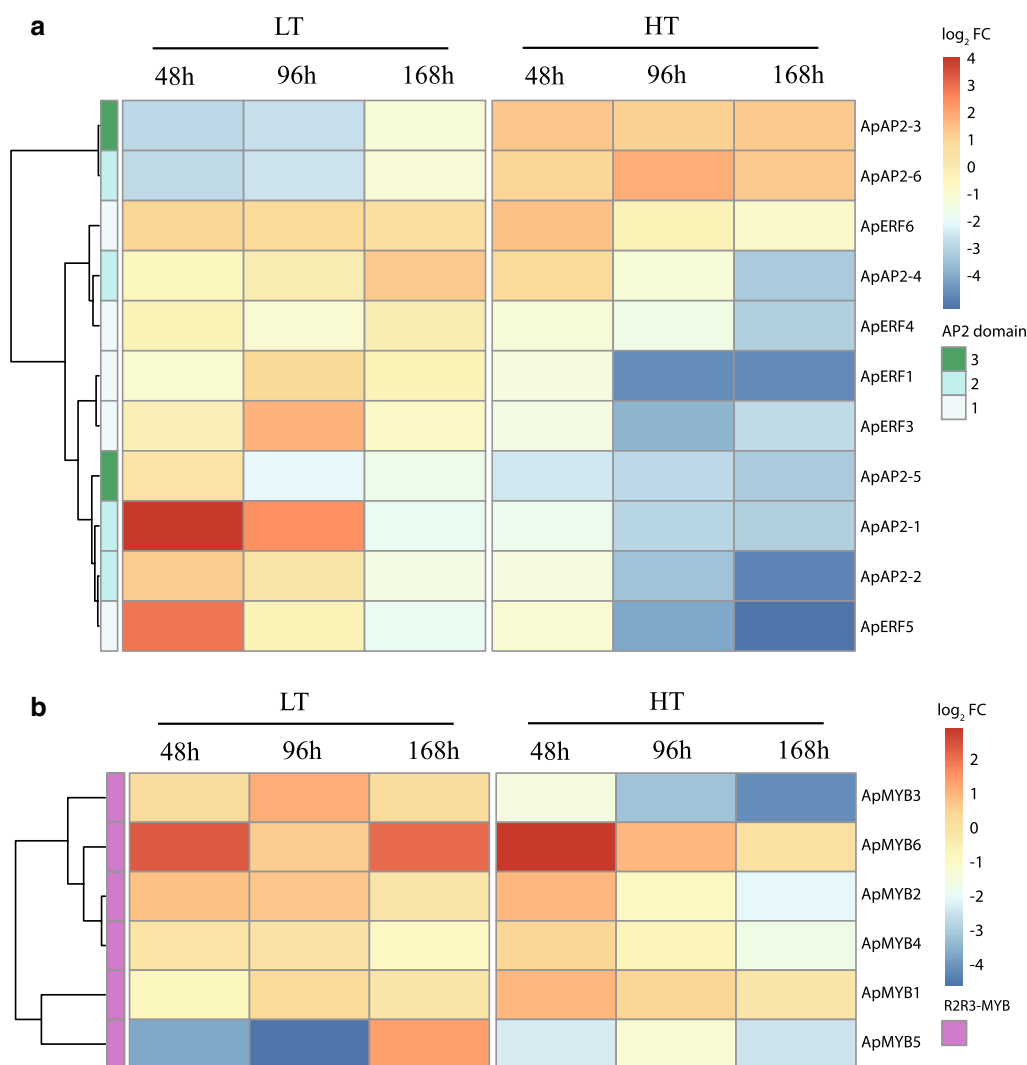 a
LT HT
48h 96h 168h 48h 96h 168h
ApAP2-3
ApAP2-6
ApERF6
ApAP2-4
ApERF4
ApERF1
ApERF3
ApAP2-5
ApAP2-1
ApAP2-2
ApERF5
log2 FC
4
3
2
1
0
-1
-2
-3
-4
AP2 domain
3
2
1
b
LT HT
48h 96h 168h 48h 96h 168h
ApMYB3
ApMYB6
ApMYB2
ApMYB4
ApMYB1
ApMYB5
log2 FC
2
1
0
-1
-2
-3
-4
R2R3-MYB